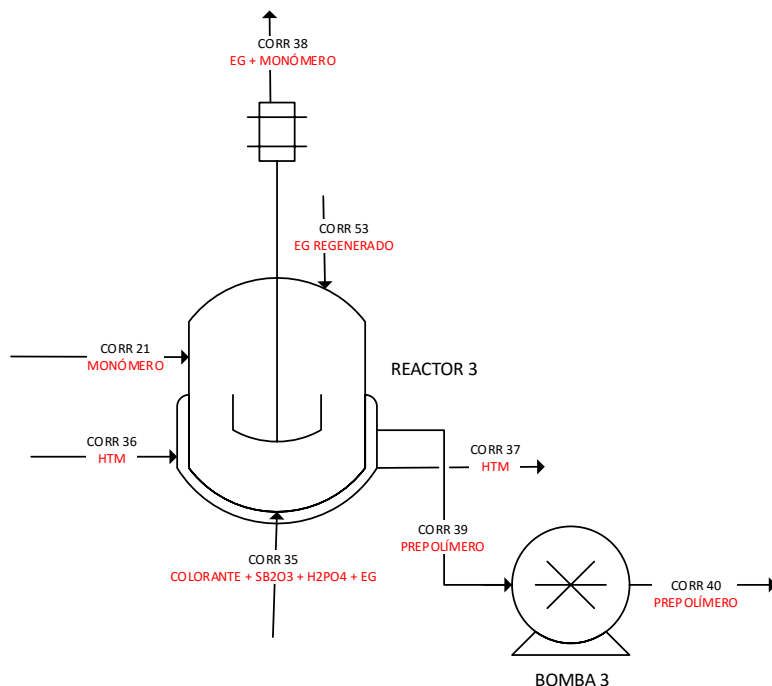 CORR 38
EG + MONÓMERO
CORR 53
EG REGENERADO
CORR 21
MONÓMERO
REACTOR 3
CORR 36
HTM
CORR 37
HTM
CORR 39
PREPOLÍMERO
CORR 35
COLORANTE + SB2O3 + H2PO4 + EG
CORR 40
PREPOLÍMERO
BOMBA 3